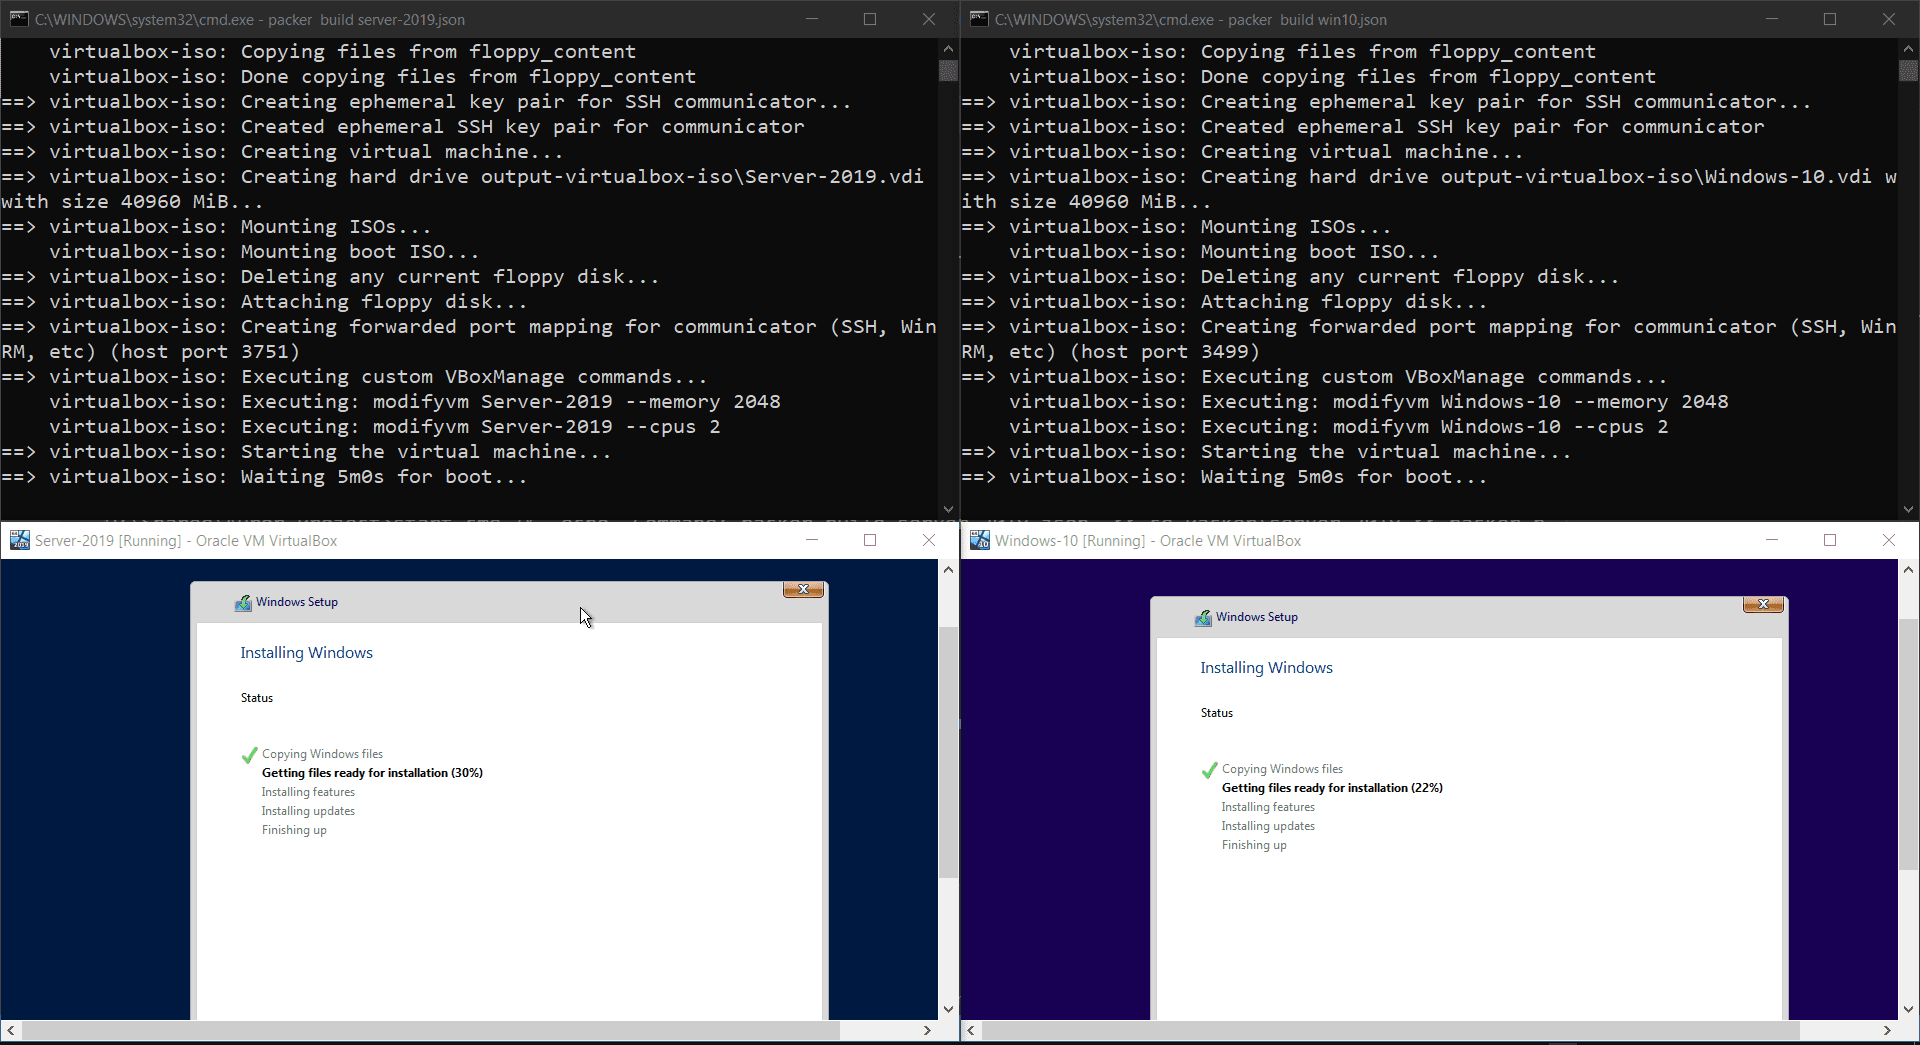 C:\WINDOWS\system32\cmd.exe - packer  build server-2019.json
    virtualbox-iso: Copying files from floppy_content
    virtualbox-iso: Done copying files from floppy_content
==> virtualbox-iso: Creating ephemeral key pair for SSH communicator...
==> virtualbox-iso: Created ephemeral SSH key pair for communicator
==> virtualbox-iso: Creating virtual machine...
==> virtualbox-iso: Creating hard drive output-virtualbox-iso\Server-2019.vdi
with size 40960 MiB...
==> virtualbox-iso: Mounting ISOs...
    virtualbox-iso: Mounting boot ISO...
==> virtualbox-iso: Deleting any current floppy disk...
==> virtualbox-iso: Attaching floppy disk...
==> virtualbox-iso: Creating forwarded port mapping for communicator (SSH, Win
RM, etc) (host port 3751)
==> virtualbox-iso: Executing custom VBoxManage commands...
    virtualbox-iso: Executing: modifyvm Server-2019 --memory 2048
    virtualbox-iso: Executing: modifyvm Server-2019 --cpus 2
==> virtualbox-iso: Starting the virtual machine...
==> virtualbox-iso: Waiting 5m0s for boot...
C:\WINDOWS\system32\cmd.exe - packer  build win10.json
    virtualbox-iso: Copying files from floppy_content
    virtualbox-iso: Done copying files from floppy_content
==> virtualbox-iso: Creating ephemeral key pair for SSH communicator...
==> virtualbox-iso: Created ephemeral SSH key pair for communicator
==> virtualbox-iso: Creating virtual machine...
==> virtualbox-iso: Creating hard drive output-virtualbox-iso\Windows-10.vdi w
ith size 40960 MiB...
==> virtualbox-iso: Mounting ISOs...
    virtualbox-iso: Mounting boot ISO...
==> virtualbox-iso: Deleting any current floppy disk...
==> virtualbox-iso: Attaching floppy disk...
==> virtualbox-iso: Creating forwarded port mapping for communicator (SSH, Win
RM, etc) (host port 3499)
==> virtualbox-iso: Executing custom VBoxManage commands...
    virtualbox-iso: Executing: modifyvm Windows-10 --memory 2048
    virtualbox-iso: Executing: modifyvm Windows-10 --cpus 2
==> virtualbox-iso: Starting the virtual machine...
==> virtualbox-iso: Waiting 5m0s for boot...
Server-2019 [Running] - Oracle VM VirtualBox
Windows Setup
Installing Windows
Status
Copying Windows files
Getting files ready for installation (30%)
Installing features
Installing updates
Finishing up
Windows-10 [Running] - Oracle VM VirtualBox
Windows Setup
Installing Windows
Status
Copying Windows files
Getting files ready for installation (22%)
Installing features
Installing updates
Finishing up